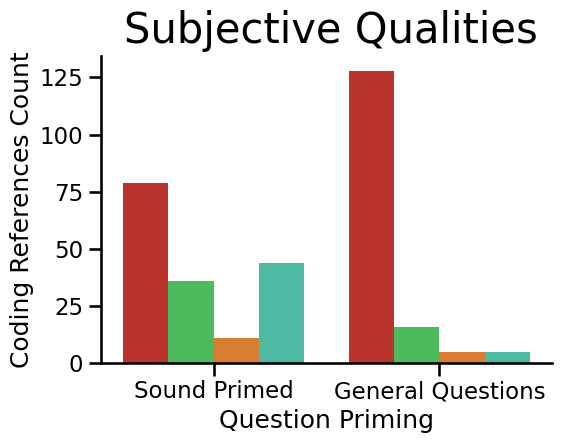 Subjective Qualities
Coding References Count
125
100
75
50
25
0
Sound Primed
General Questions
Question Priming